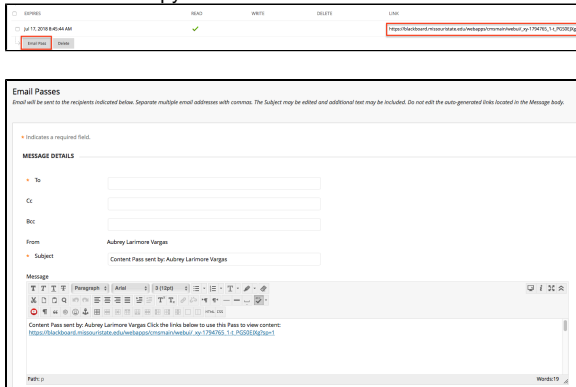 EXPIRES READ WRITE DELETE LINK
Jul 17, 2018 8:45:44 AM https://blackboard.missouristate.edu/webapps/cmsmain/webui/_xy-1794765_1-t_PGS0EIXg
Email Pass Delete
Email Passes
Email will be sent to the recipients indicated below. Separate multiple email addresses with commas. The Subject may be edited and additional text may be included. Do not edit the auto-generated links located in the Message body.
* Indicates a required field.
MESSAGE DETAILS
* To
Cc
Bcc
From Aubrey Larimore Vargas
* Subject Content Pass sent by: Aubrey Larimore Vargas
Message
T T T T Paragraph Arial 3 (12pt) T
HTML CSS
Content Pass sent by: Aubrey Larimore Vargas Click the links below to use this Pass to view content:
https://blackboard.missouristate.edu/webapps/cmsmain/webui/_xy-1794765_1-t_PGS0EIXg?sp=1
Path: p Words:19